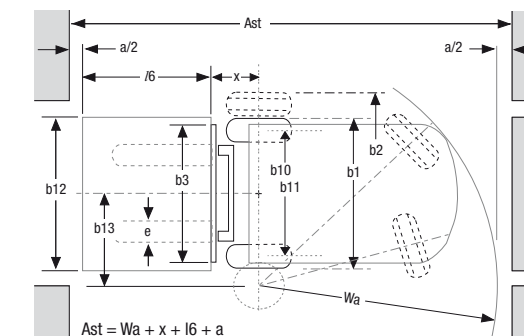 Ast
a/2
a/2
l6
x
b12
b3
b10
b11
b1
b2
b13
e
Wa
Ast = Wa + x + l6 + a